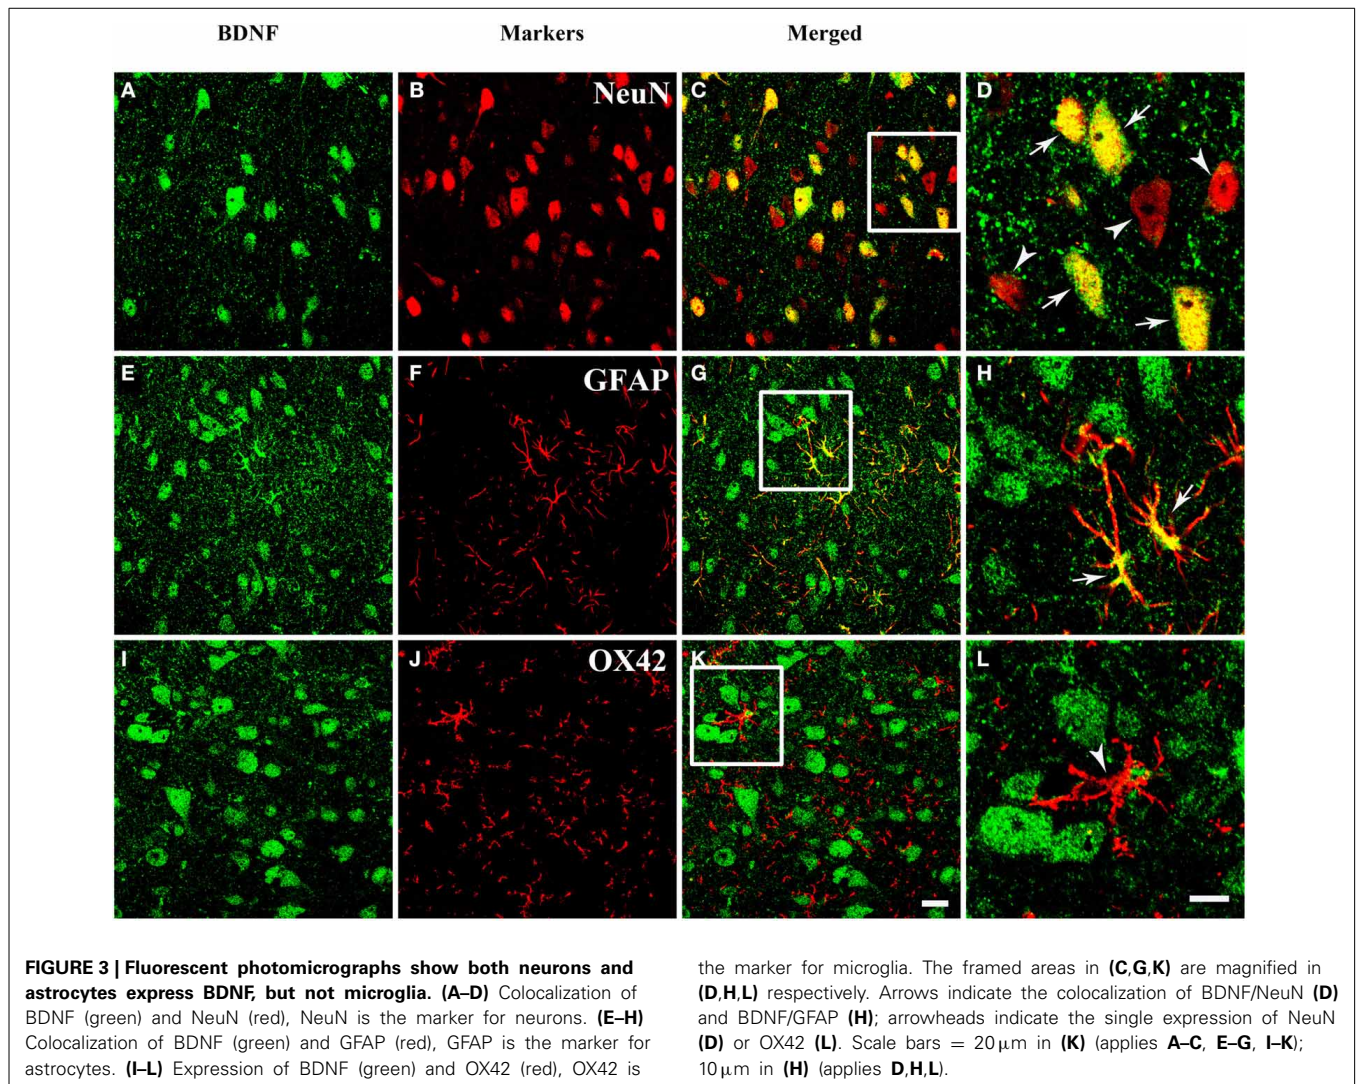 BDNF Markers Merged
A B NeuN C D
E F GFAP G H
I J OX42 K L
FIGURE 3 | Fluorescent photomicrographs show both neurons and
astrocytes express BDNF, but not microglia. (A–D) Colocalization of
BDNF (green) and NeuN (red), NeuN is the marker for neurons. (E–H)
Colocalization of BDNF (green) and GFAP (red), GFAP is the marker for
astrocytes. (I–L) Expression of BDNF (green) and OX42 (red), OX42 is
the marker for microglia. The framed areas in (C,G,K) are magnified in
(D,H,L) respectively. Arrows indicate the colocalization of BDNF/NeuN (D)
and BDNF/GFAP (H); arrowheads indicate the single expression of NeuN
(D) or OX42 (L). Scale bars = 20 μm in (K) (applies A–C, E–G, I–K);
10 μm in (H) (applies D,H,L).